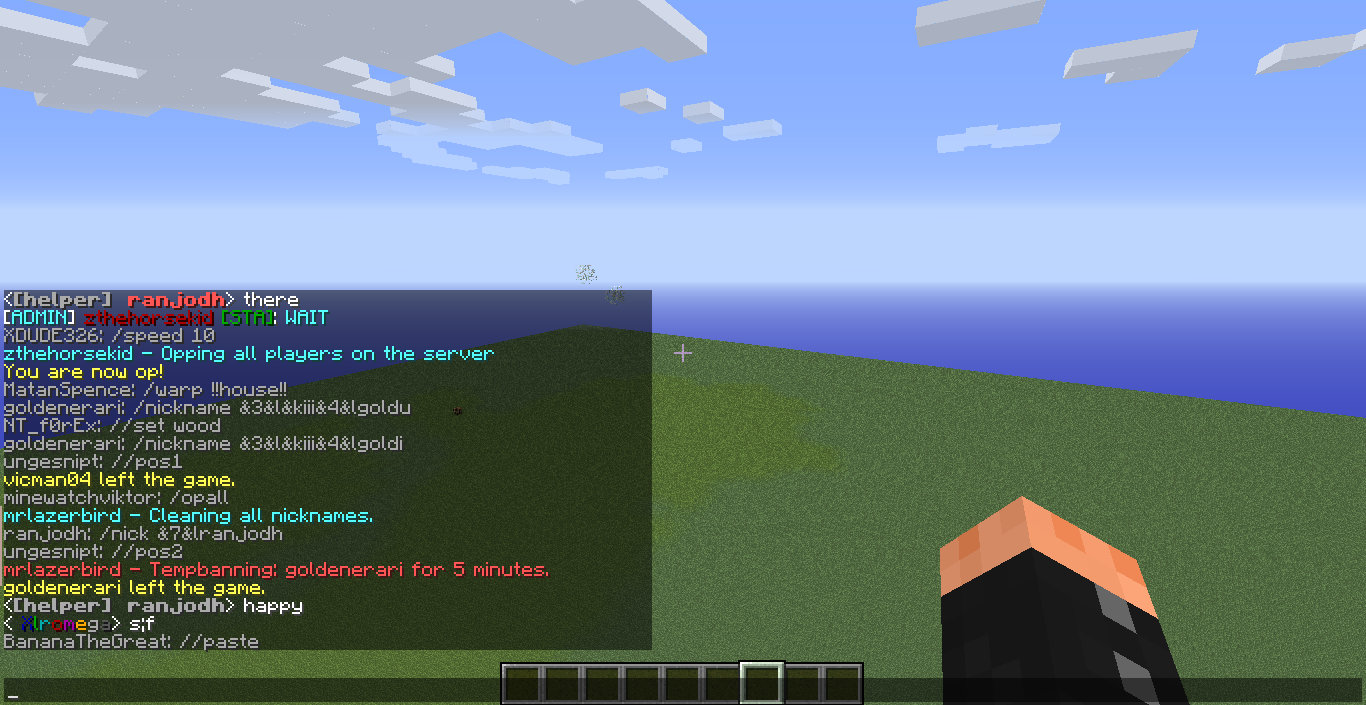 <[helper] ranjodh> there
[ADMIN] zthehorsekid [STA]: WAIT
XDUDE326: /speed 10
zthehorsekid - Opping all players on the server
You are now op!
MatanSpence: /warp !!house!!
goldenerari: /nickname &3&l&kiii&4&lgoldu
NT_f0rEx: //set wood
goldenerari: /nickname &3&l&kiii&4&lgoldi
ungesnipt: //pos1
vicman04 left the game.
minewatchviktor: /opall
mrlazerbird - Cleaning all nicknames.
ranjodh: /nick &7&lranjodh
ungesnipt: //pos2
mrlazerbird - Tempbanning: goldenerari for 5 minutes.
goldenerari left the game.
<[helper] ranjodh> happy
< Xlromega> s;f
BananaTheGreat: //paste
_